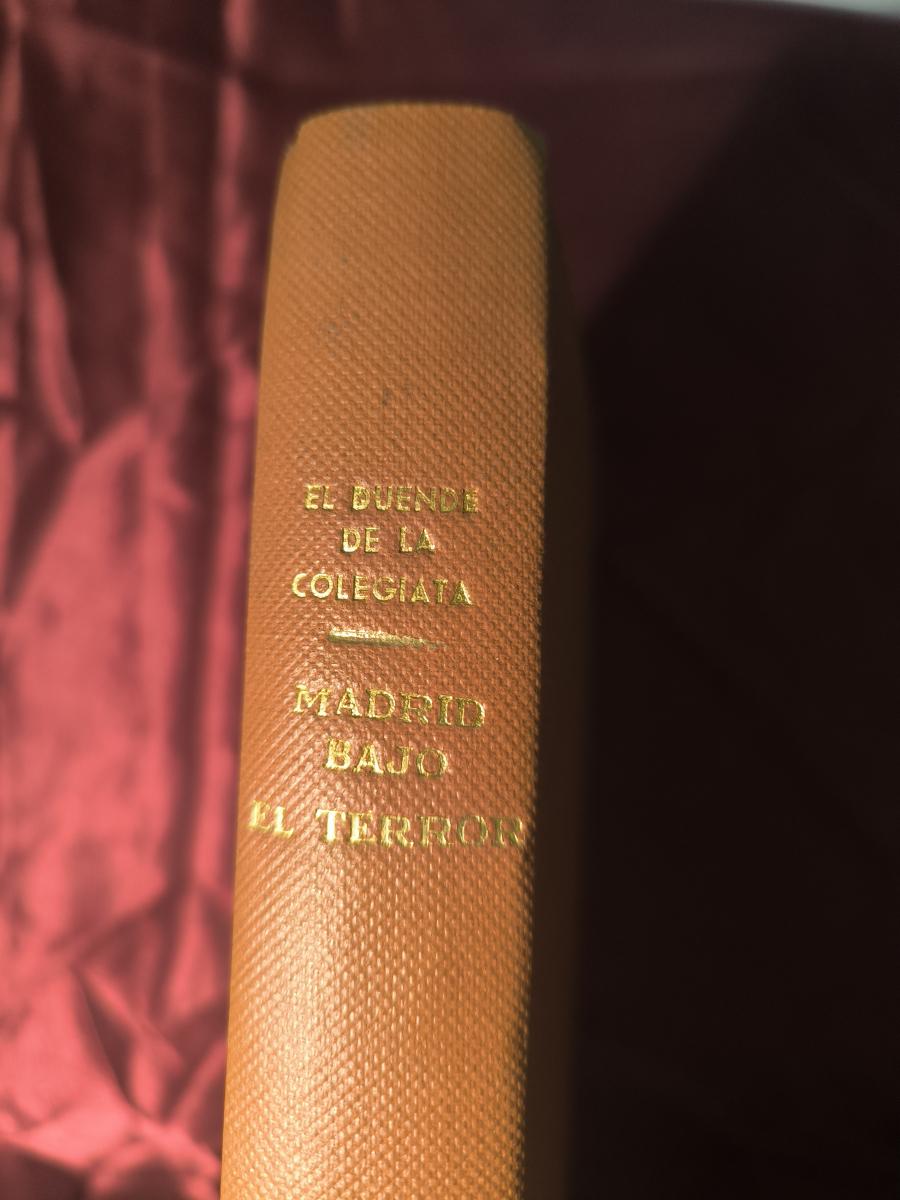 EL DUENDE
DE LA
COLEGIATA
MADRID
BAJO
EL TERROR